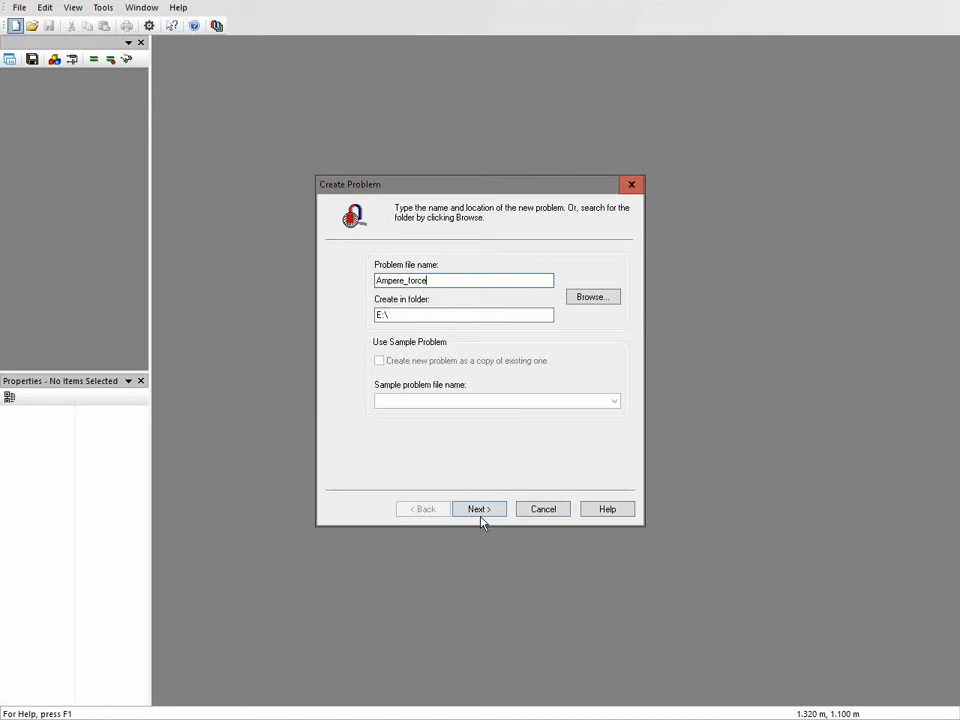 File Edit View Tools Window Help
Create Problem
Type the name and location of the new problem. Or, search for the
folder by clicking Browse.
Problem file name:
Ampere_force
Create in folder:
Browse...
E:\
Use Sample Problem
Create new problem as a copy of existing one
Sample problem file name:
Properties - No Items Selected
< Back Next > Cancel Help
For Help, press F1 1.320 m, 1.100 m